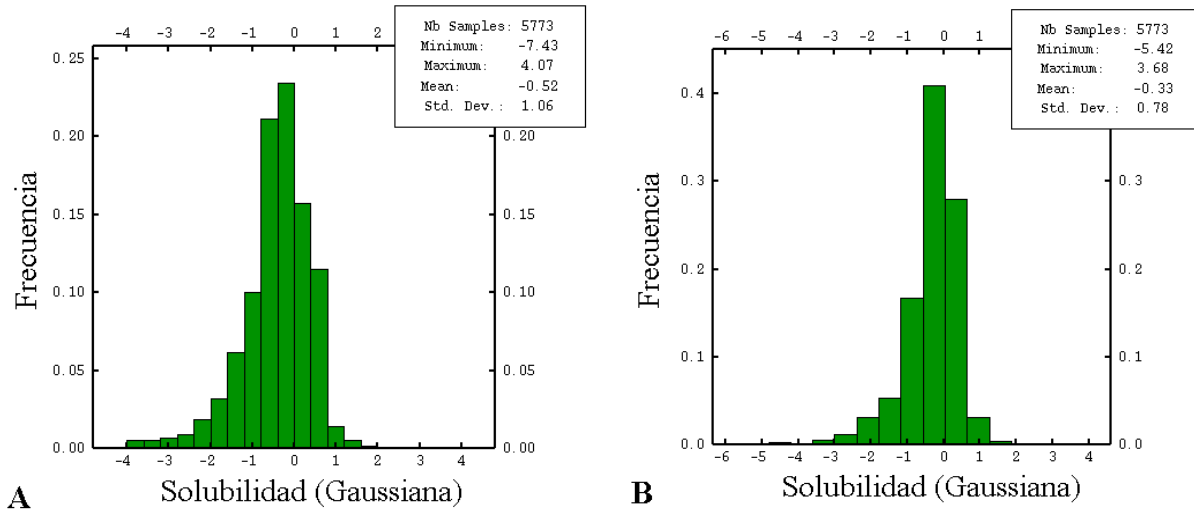 -4 -3 -2 -1 0 1 2
Nb Samples: 5773
Minimum: -7.43
Maximum: 4.07
Mean: -0.52
Std. Dev.: 1.06
0.25
0.20
0.15
0.10
0.05
0.00
Frecuencia
0.20
0.15
0.10
0.05
0.00
-4 -3 -2 -1 0 1 2 3 4
Solubilidad (Gaussiana)
A
-6 -5 -4 -3 -2 -1 0 1
Nb Samples: 5773
Minimum: -5.42
Maximum: 3.68
Mean: -0.33
Std. Dev.: 0.78
0.4
0.3
0.2
0.1
0.0
Frecuencia
0.3
0.2
0.1
0.0
-6 -5 -4 -3 -2 -1 0 1 2 3 4
Solubilidad (Gaussiana)
B